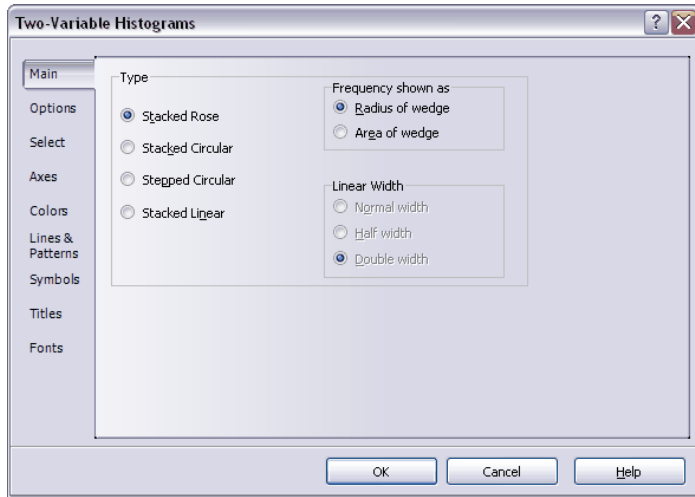 Two-Variable Histograms
Main
Options
Select
Axes
Colors
Lines &
Patterns
Symbols
Titles
Fonts
Type
Stacked Rose
Stacked Circular
Stepped Circular
Stacked Linear
Frequency shown as
Radius of wedge
Area of wedge
Linear Width
Normal width
Half width
Double width
OK
Cancel
Help